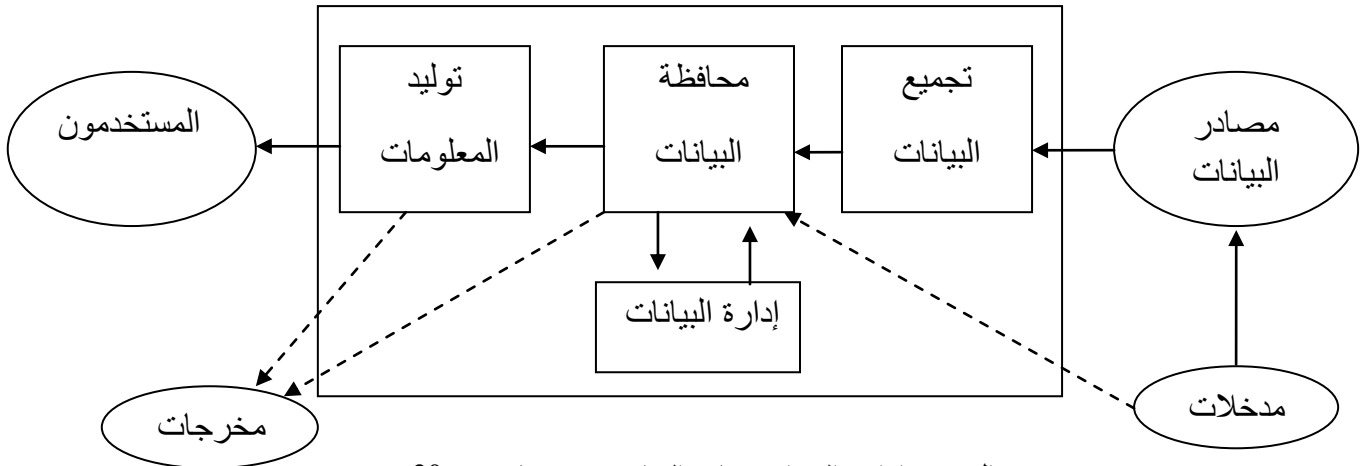 مصادر
البيانات
تجميع
البيانات
محافظة
البيانات
توليد
المعلومات
المستخدمون
إدارة البيانات
مدخلات
مخرجات